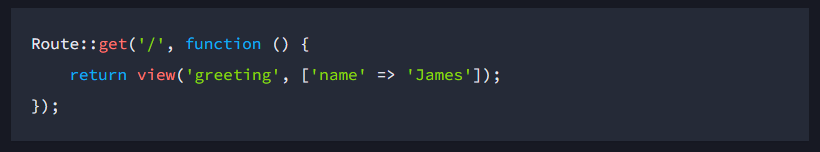 Route::get('/', function () {
    return view('greeting', ['name' => 'James']);
});